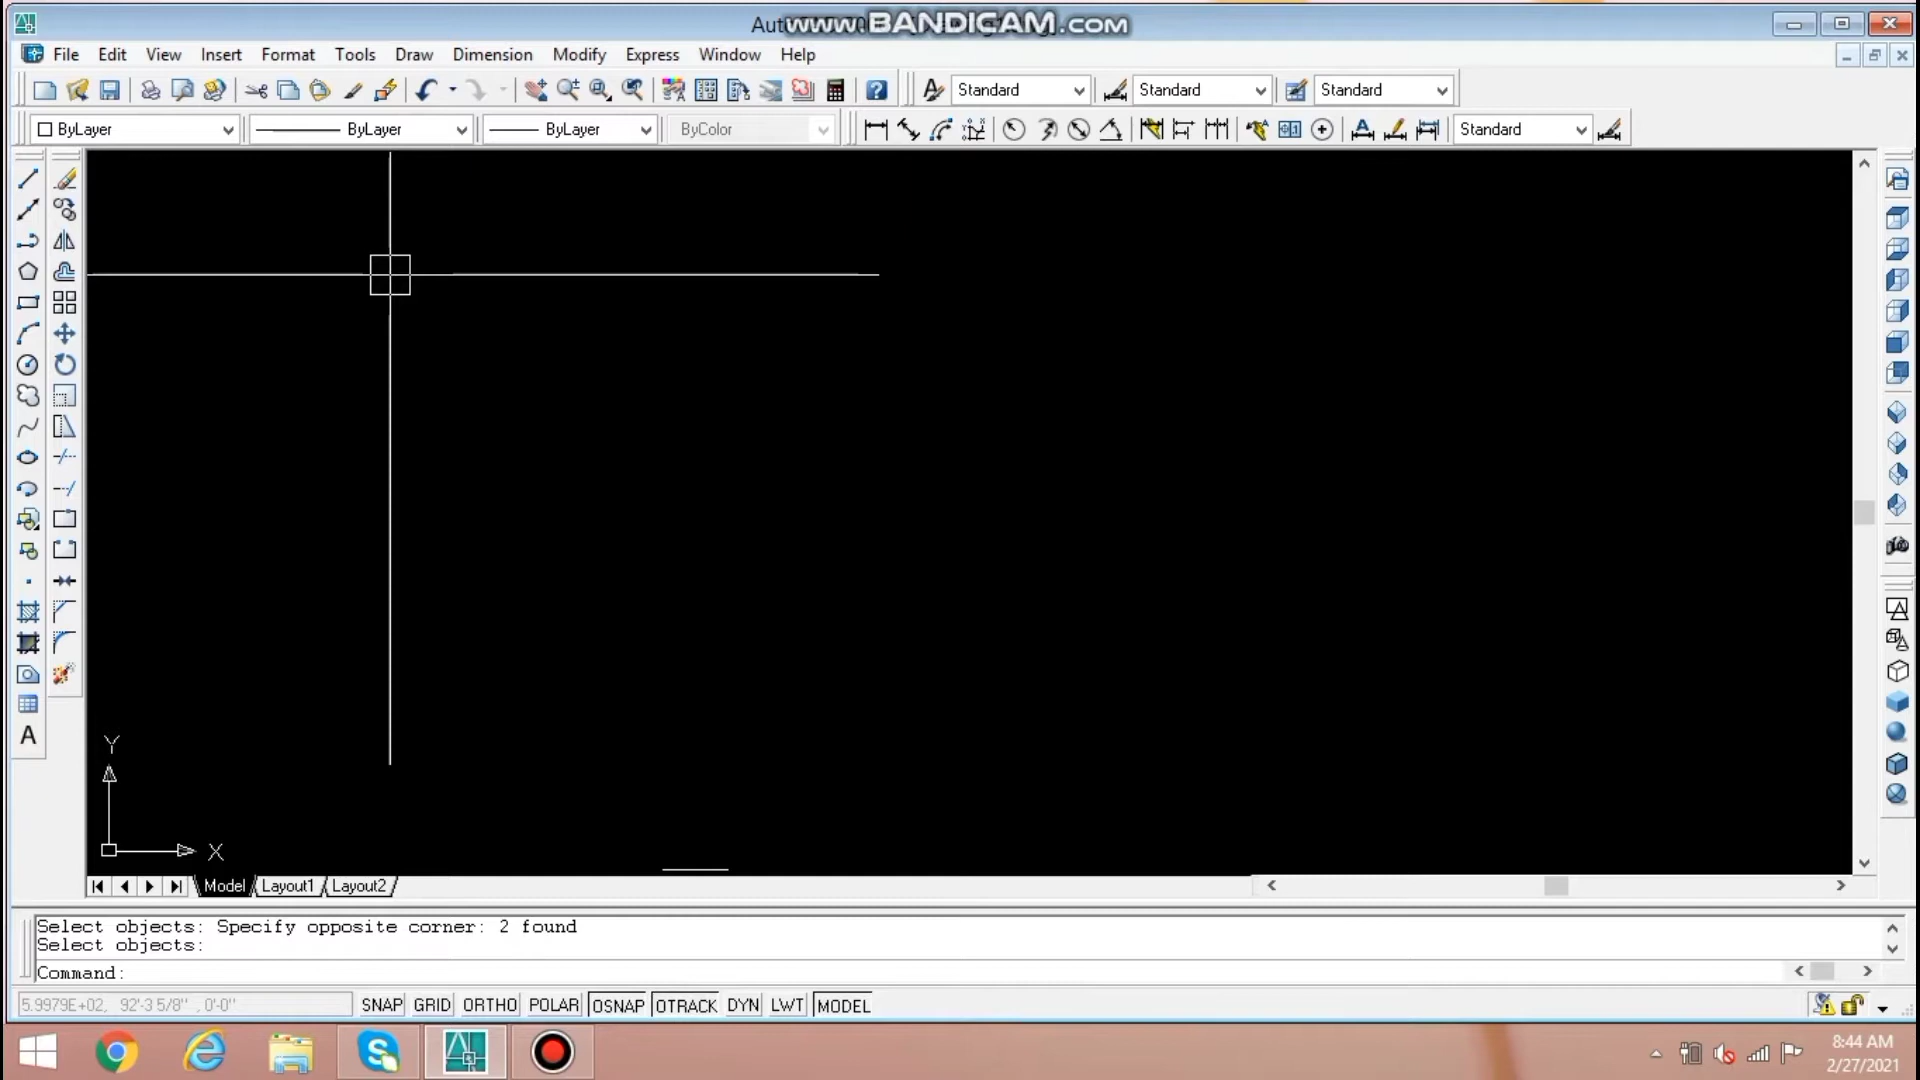 www.BANDICAM.com
File Edit View Insert Format Tools Draw Dimension Modify Express Window Help
Standard Standard Standard
ByLayer ByLayer ByLayer ByColor Standard
Y
X
Model Layout1 Layout2
Select objects: Specify opposite corner: 2 found
Select objects:
Command:
5.9979E+02, 92'-3 5/8" , 0'-0"
SNAP GRID ORTHO POLAR OSNAP OTRACK DYN LWT MODEL
8:44 AM
2/27/2021